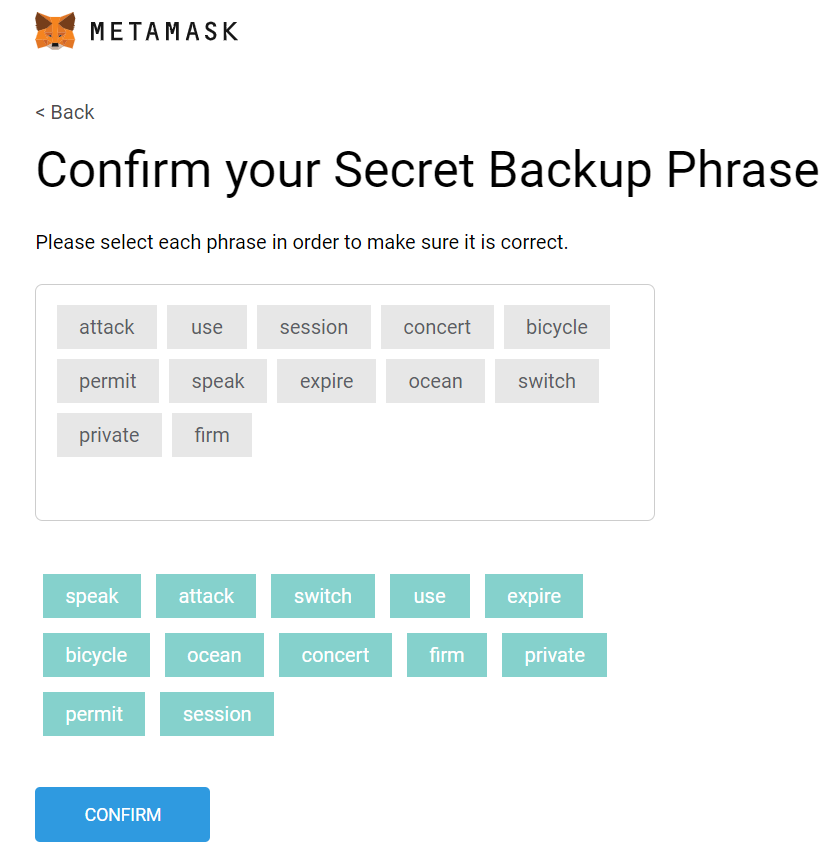 METAMASK
< Back
Confirm your Secret Backup Phrase
Please select each phrase in order to make sure it is correct.
attack use session concert bicycle
permit speak expire ocean switch
private firm
speak attack switch use expire
bicycle ocean concert firm private
permit session
CONFIRM